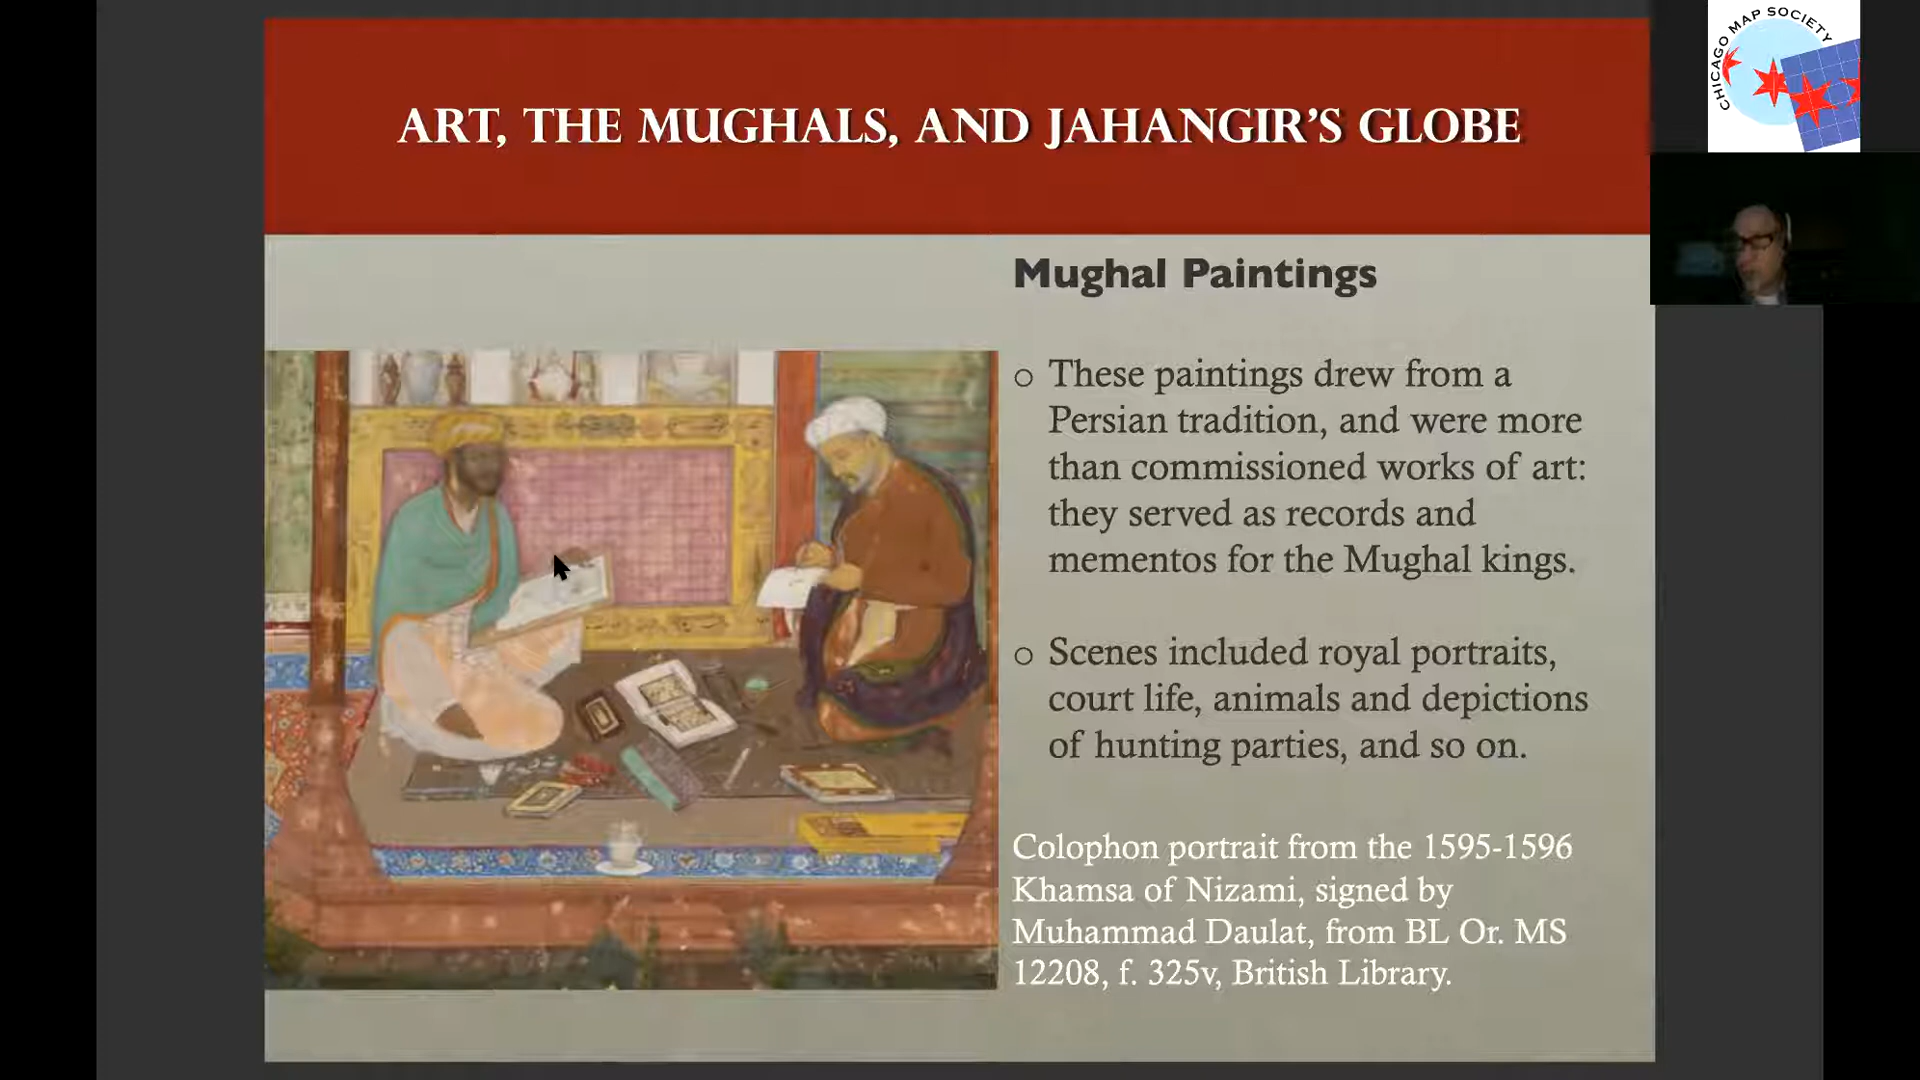 ART, THE MUGHALS, AND JAHANGIR'S GLOBE
CHICAGO MAP SOCIETY
Mughal Paintings
These paintings drew from a
Persian tradition, and were more
than commissioned works of art:
they served as records and
mementos for the Mughal kings.
Scenes included royal portraits,
court life, animals and depictions
of hunting parties, and so on.
Colophon portrait from the 1595-1596
Khamsa of Nizami, signed by
Muhammad Daulat, from BL Or. MS
12208, f. 325v, British Library.